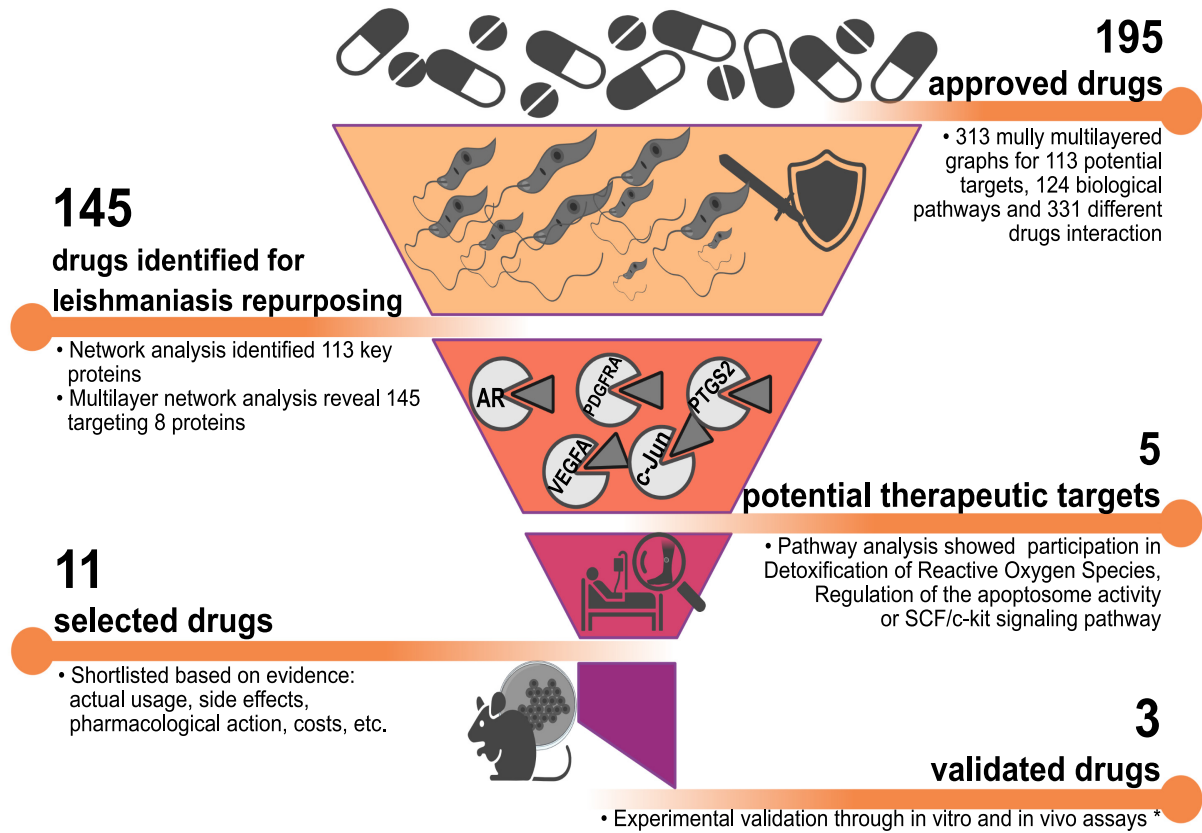 195
approved drugs
• 313 mully multilayered
graphs for 113 potential
targets, 124 biological
pathways and 331 different
drugs interaction
145
drugs identified for
leishmaniasis repurposing
• Network analysis identified 113 key
proteins
• Multilayer network analysis reveal 145
targeting 8 proteins
AR
PDGFRA
PTGS2
VEGFA
c-Jun
5
potential therapeutic targets
• Pathway analysis showed participation in
Detoxification of Reactive Oxygen Species,
Regulation of the apoptosome activity
or SCF/c-kit signaling pathway
11
selected drugs
• Shortlisted based on evidence:
actual usage, side effects,
pharmacological action, costs, etc.
3
validated drugs
• Experimental validation through in vitro and in vivo assays *